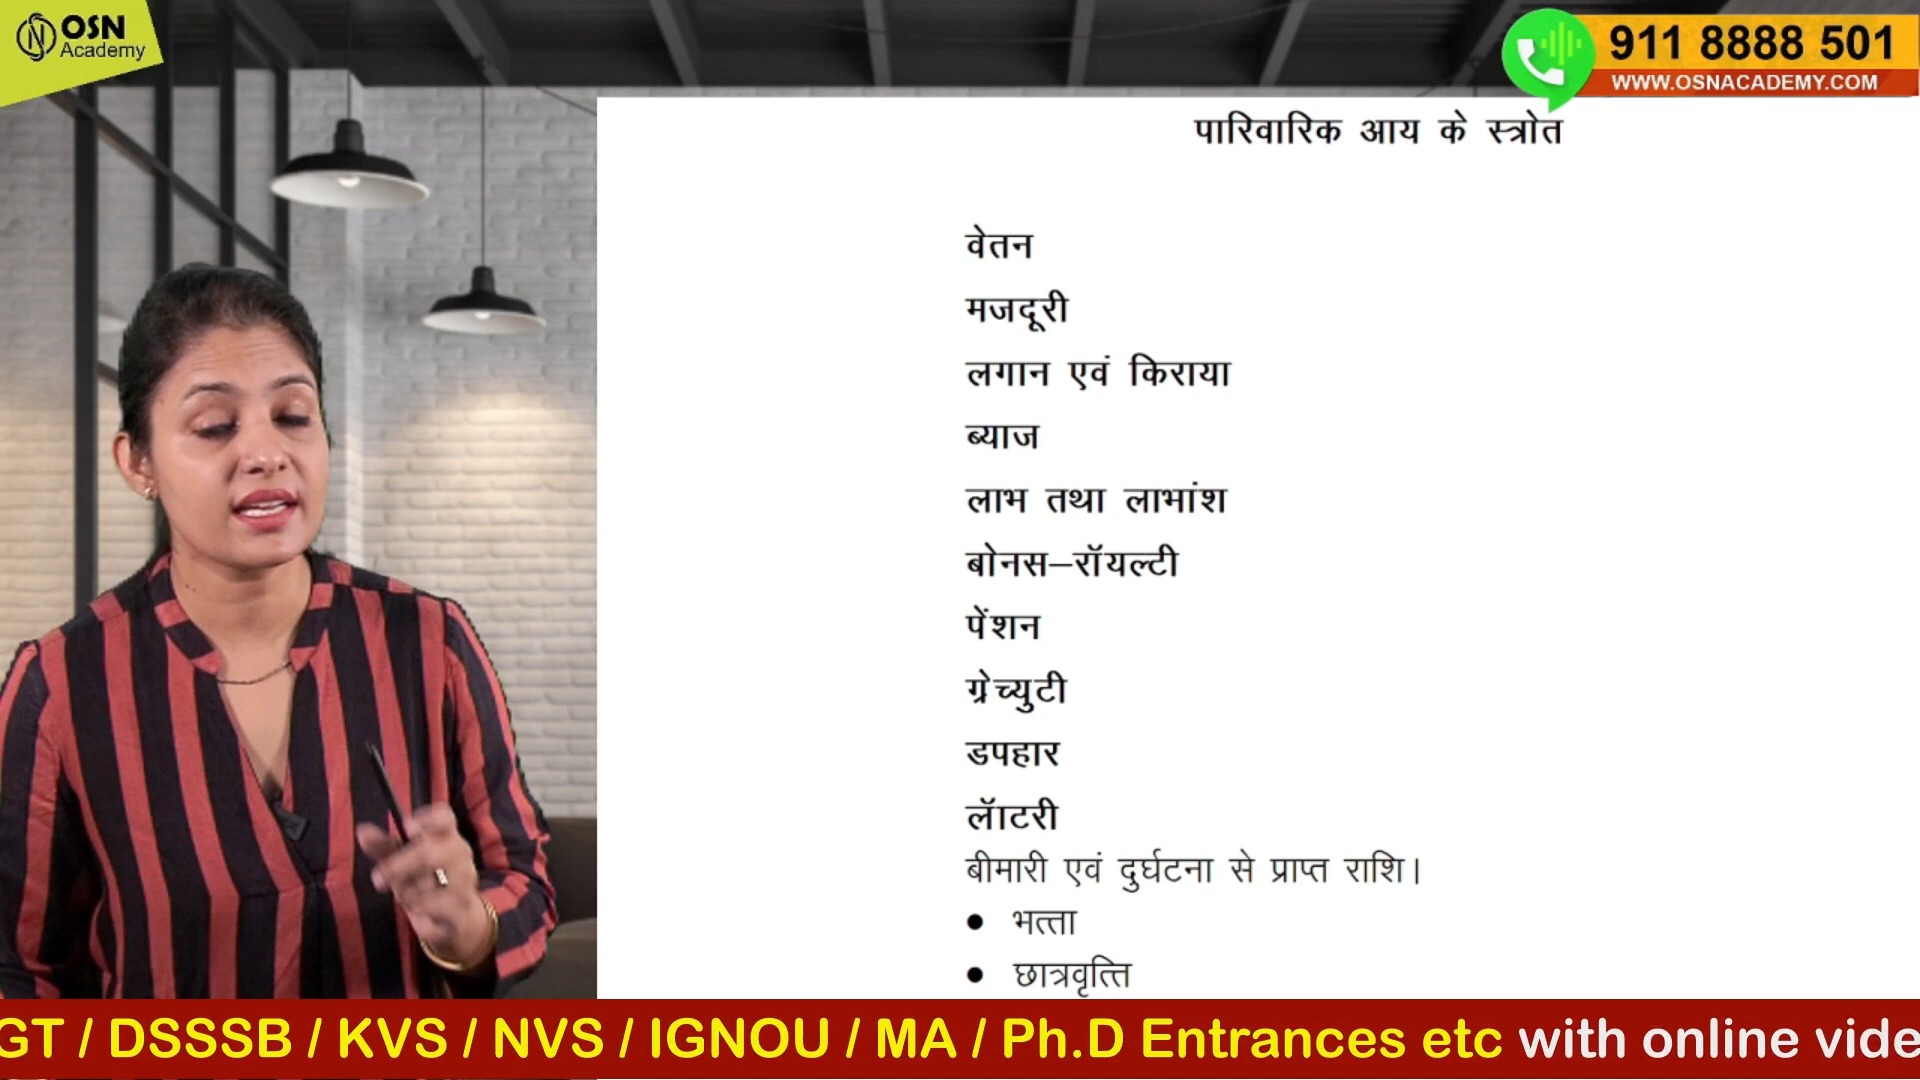 OSN
Academy
911 8888 501
WWW.OSNACADEMY.COM
पारिवारिक आय के स्त्रोत
वेतन
मजदूरी
लगान एवं किराया
ब्याज
लाभ तथा लाभांश
बोनस–रॉयल्टी
पेंशन
ग्रेच्युटी
डपहार
लॅाटरी
बीमारी एवं दुर्घटना से प्राप्त राशि।
• भत्ता
• छात्रवृत्ति
GT / DSSSB / KVS / NVS / IGNOU / MA / Ph.D Entrances etc with online vide